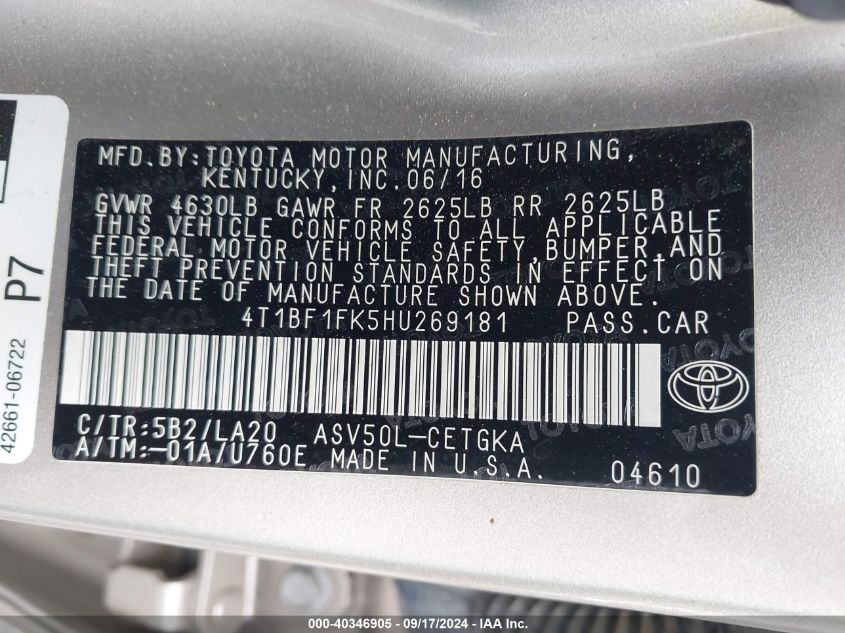 MFD.BY:TOYOTA MOTOR MANUFACTURING,
KENTUCKY,INC.06/16
GVWR 4630LB GAWR FR 2625LB RR 2625LB
THIS VEHICLE CONFORMS TO ALL APPLICABLE
FEDERAL MOTOR VEHICLE SAFETY,BUMPER,AND
THEFT PREVENTION STANDARDS IN EFFECT ON
THE DATE OF MANUFACTURE SHOWN ABOVE.
4T1BF1FK5HU269181 PASS.CAR
C/TR:5B2/LA20 ASV50L-CETGKA
A/TM:-01A/U760E MADE IN U.S.A. 04610
P7
42661-06722
000-40346905 - 09/17/2024 - IAAI.COM